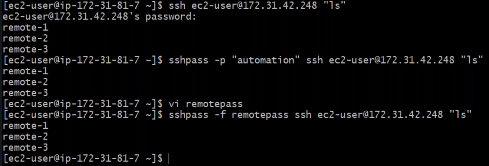 [ec2-user@ip-172-31-81-7 ~]$ ssh ec2-user@172.31.42.248 "ls"
ec2-user@172.31.42.248's password:
remote-1
remote-2
remote-3
[ec2-user@ip-172-31-81-7 ~]$ sshpass -p "automation" ssh ec2-user@172.31.42.248 "ls"
remote-1
remote-2
remote-3
[ec2-user@ip-172-31-81-7 ~]$ vi remotepass
[ec2-user@ip-172-31-81-7 ~]$ sshpass -f remotepass ssh ec2-user@172.31.42.248 "ls"
remote-1
remote-2
remote-3
[ec2-user@ip-172-31-81-7 ~]$